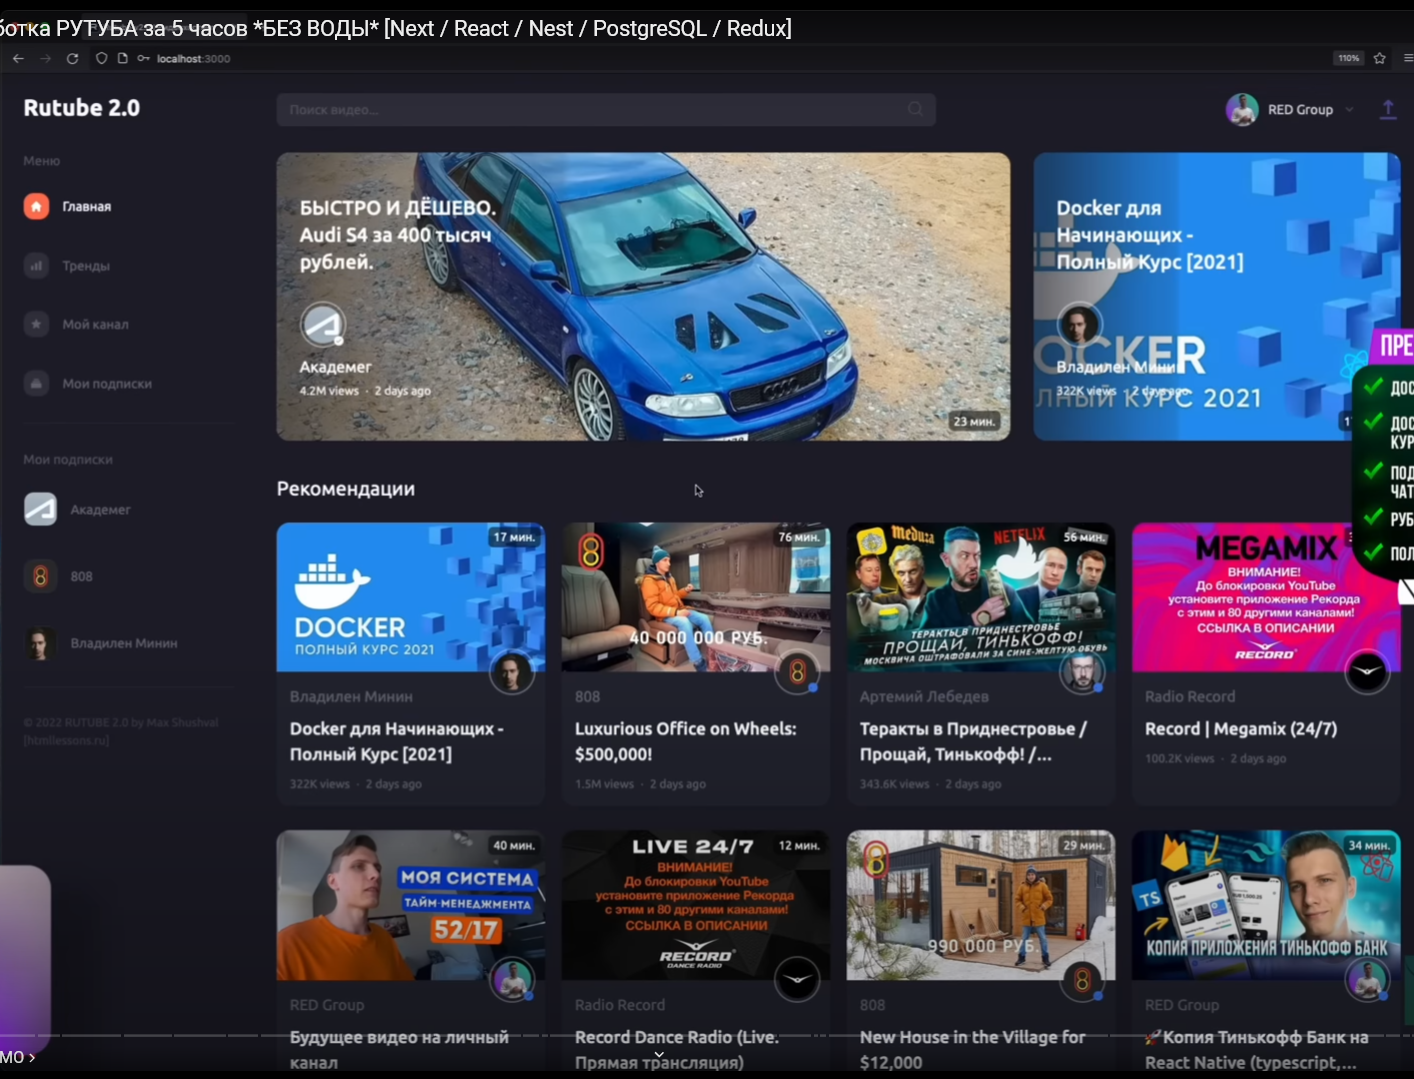 ботка РУТУБА за 5 часов *БЕЗ ВОДЫ* [Next / React / Nest / PostgreSQL / Redux]
localhost:3000
110%
Rutube 2.0
Поиск видео...
RED Group
Меню
Главная
Тренды
Мой канал
Мои подписки
Мои подписки
Академег
808
Владилен Минин
© 2022 RUTUBE 2.0 by Max Shushval
(htmllessons.ru)
БЫСТРО И ДЁШЕВО.
Audi S4 за 400 тысяч
рублей.
Академег
4.2M views · 2 days ago
23 мин.
Docker для
Начинающих -
Полный Курс [2021]
OCKER
Владилен Мини
322K views · 2 days ago
ЛНЫЙ КУРС 2021
ПРЕ
ДОС
ДОС
КУР
ПОД
ЧАТ
РУБ
ПОЛ
Рекомендации
17 мин.
DOCKER
ПОЛНЫЙ КУРС 2021
Владилен Минин
Docker для Начинающих -
Полный Курс [2021]
322K views · 2 days ago
76 мин.
8
40 000 000 РУБ.
808
Luxurious Office on Wheels:
$500,000!
1.5M views · 2 days ago
meduza
NETFLIX
56 мин.
ТЕРАКТЫ В ПРИДНЕСТРОВЬЕ
ПРОЩАЙ, ТИНЬКОФФ!
МОСКВИЧА ОШТРАФОВАЛИ ЗА СИНЕ-ЖЕЛТУЮ ОБУВЬ
Артемий Лебедев
Теракты в Приднестровье /
Прощай, Тинькофф! /...
343.6K views · 2 days ago
MEGAMIX
ВНИМАНИЕ!
До блокировки YouTube
установите приложение Рекорда
с этим и 80 другими каналами!
ССЫЛКА В ОПИСАНИИ
RECORD
Radio Record
Record | Megamix (24/7)
100.2K views · 2 days ago
40 мин.
МОЯ СИСТЕМА
ТАЙМ-МЕНЕДЖМЕНТА
52/17
RED Group
Будущее видео на личный
канал
LIVE 24/7
12 мин.
ВНИМАНИЕ!
До блокировки YouTube
установите приложение Рекорда
с этим и 80 другими каналами!
ССЫЛКА В ОПИСАНИИ
RECORD
DANCE RADIO
Radio Record
Record Dance Radio (Live.
Прямая трансляция)
8
29 мин.
990 000 РУБ.
808
New House in the Village for
$12,000
34 мин.
TS
КОПИЯ ПРИЛОЖЕНИЯ ТИНЬКОФФ БАНК
RED Group
🚀Копия Тинькофф Банк на
React Native (typescript,...
МО ›